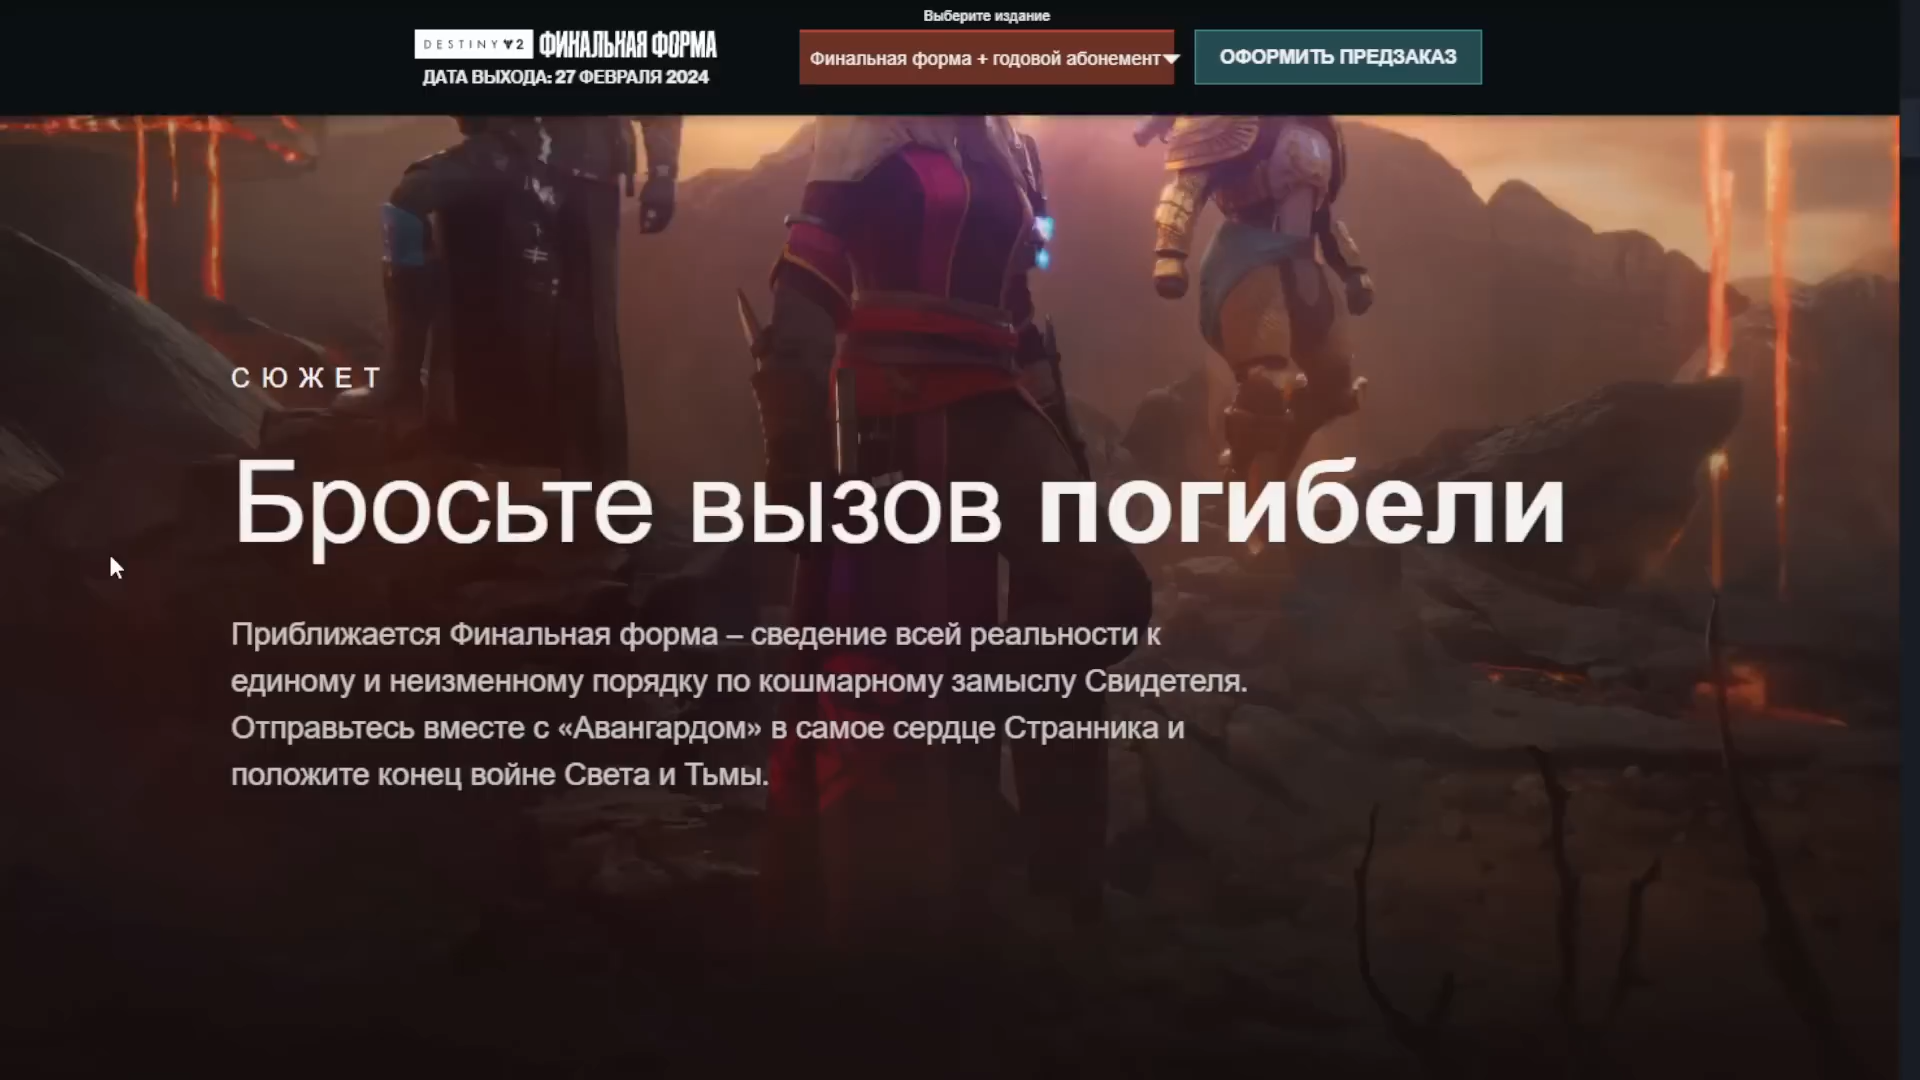 Выберите издание
DESTINY 2 ФИНАЛЬНАЯ ФОРМА
ДАТА ВЫХОДА: 27 ФЕВРАЛЯ 2024
Финальная форма + годовой абонемент
ОФОРМИТЬ ПРЕДЗАКАЗ
СЮЖЕТ
Бросьте вызов погибели
Приближается Финальная форма – сведение всей реальности к
единому и неизменному порядку по кошмарному замыслу Свидетеля.
Отправьтесь вместе с «Авангардом» в самое сердце Странника и
положите конец войне Света и Тьмы.